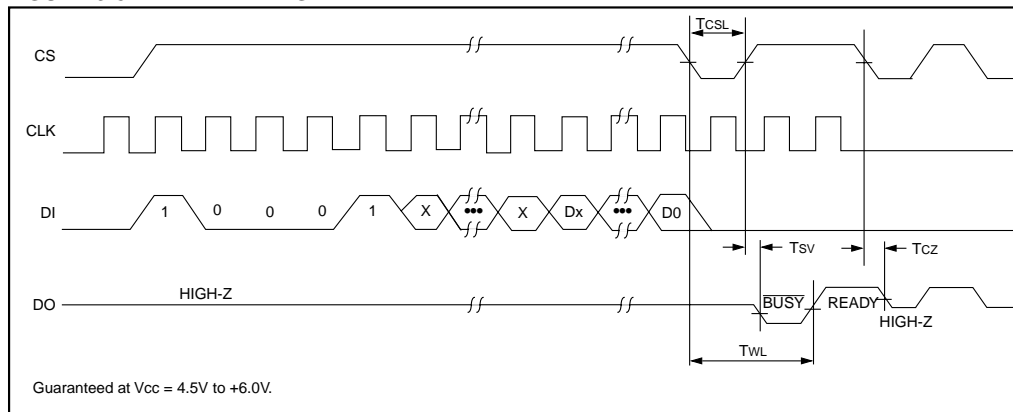 TCSL
CS
CLK
DI
1 0 0 0 1 X ••• X Dx ••• D0
TSV
TCZ
DO
HIGH-Z
BUSY
READY
HIGH-Z
TWL
Guaranteed at Vcc = 4.5V to +6.0V.